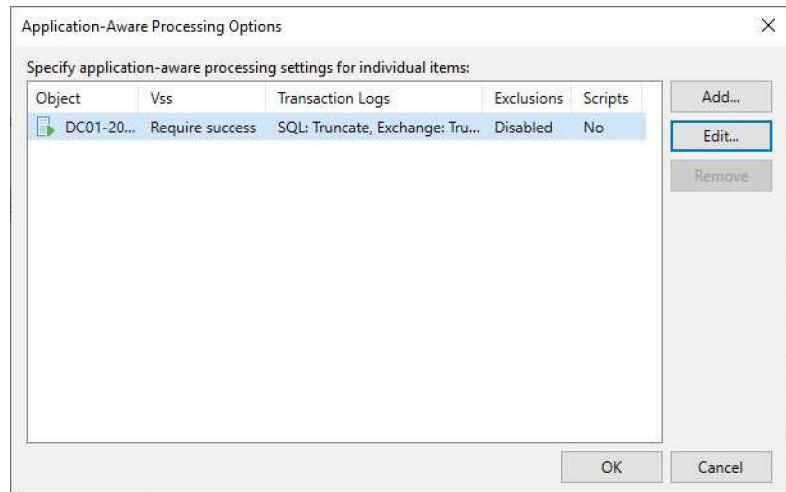 Application-Aware Processing Options
Specify application-aware processing settings for individual items:
Object Vss Transaction Logs Exclusions Scripts
DC01-20... Require success SQL: Truncate, Exchange: Tru... Disabled No
Add...
Edit...
Remove
OK Cancel